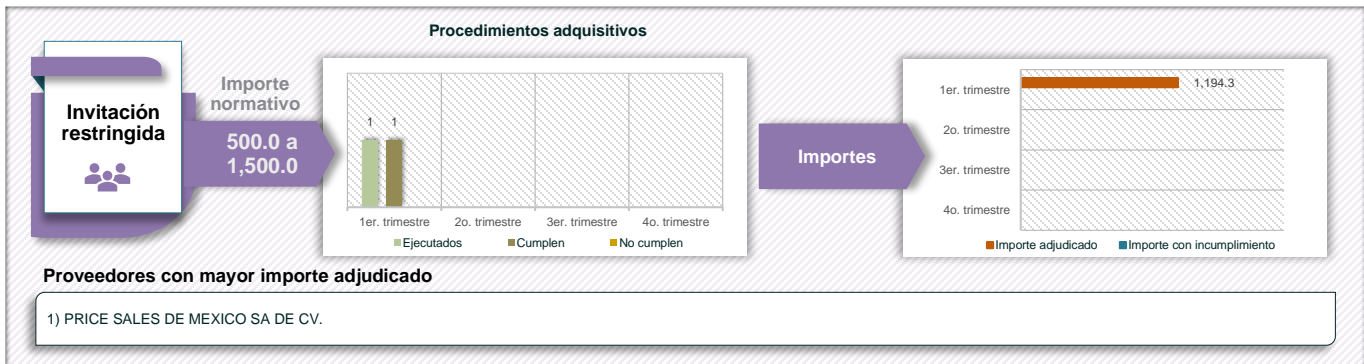 Procedimientos adquisitivos
Invitación
restringida
Importe
normativo
500.0 a
1,500.0
1 1
1er. trimestre 2o. trimestre 3er. trimestre 4o. trimestre
Ejecutados Cumplen No cumplen
Importes
1er. trimestre 1,194.3
2o. trimestre
3er. trimestre
4o. trimestre
Importe adjudicado Importe con incumplimiento
Proveedores con mayor importe adjudicado
1) PRICE SALES DE MEXICO SA DE CV.